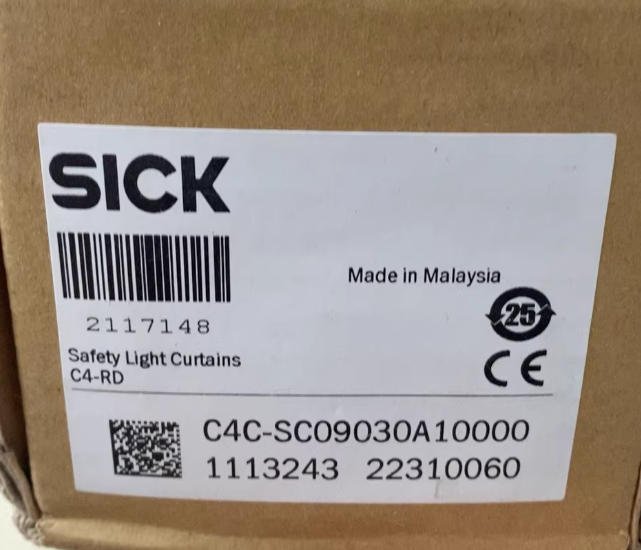 SICK
2117148
Made in Malaysia
25
Safety Light Curtains
C4-RD
CE
C4C-SC09030A10000
1113243 22310060